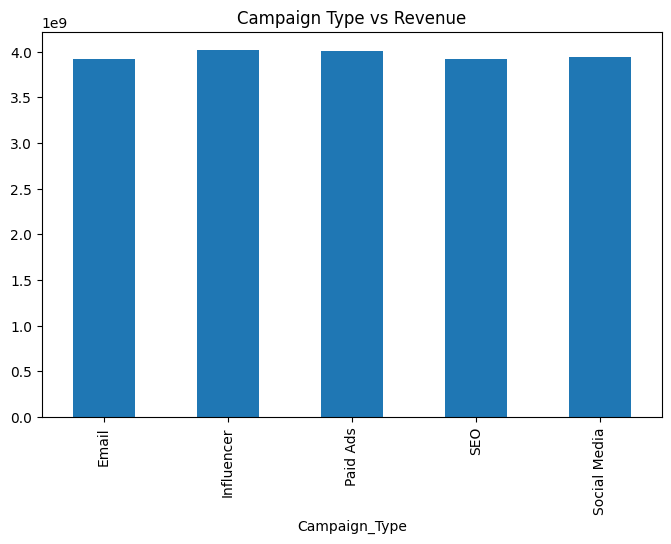 Campaign Type vs Revenue
1e9
4.0
3.5
3.0
2.5
2.0
1.5
1.0
0.5
0.0
Email
Influencer
Paid Ads
SEO
Social Media
Campaign_Type